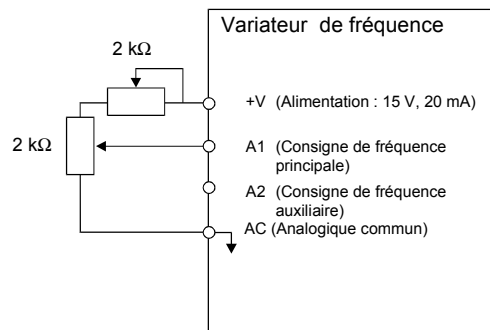 Variateur de fréquence
2 kΩ
+V (Alimentation : 15 V, 20 mA)
2 kΩ
A1 (Consigne de fréquence
principale)
A2 (Consigne de fréquence
auxiliaire)
AC (Analogique commun)